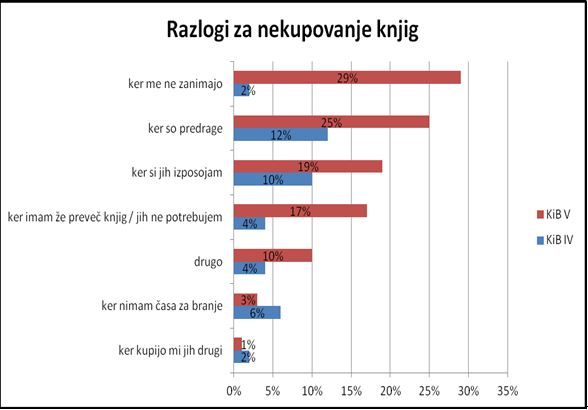 Razlogi za nekupovanje knjig
ker me ne zanimajo
29%
2%
ker so predrage
25%
12%
ker si jih izposojam
19%
10%
ker imam že preveč knjig / jih ne potrebujem
17%
4%
drugo
10%
4%
ker nimam časa za branje
3%
6%
ker kupijo mi jih drugi
1%
2%
KiB V
KiB IV
0% 5% 10% 15% 20% 25% 30% 35%